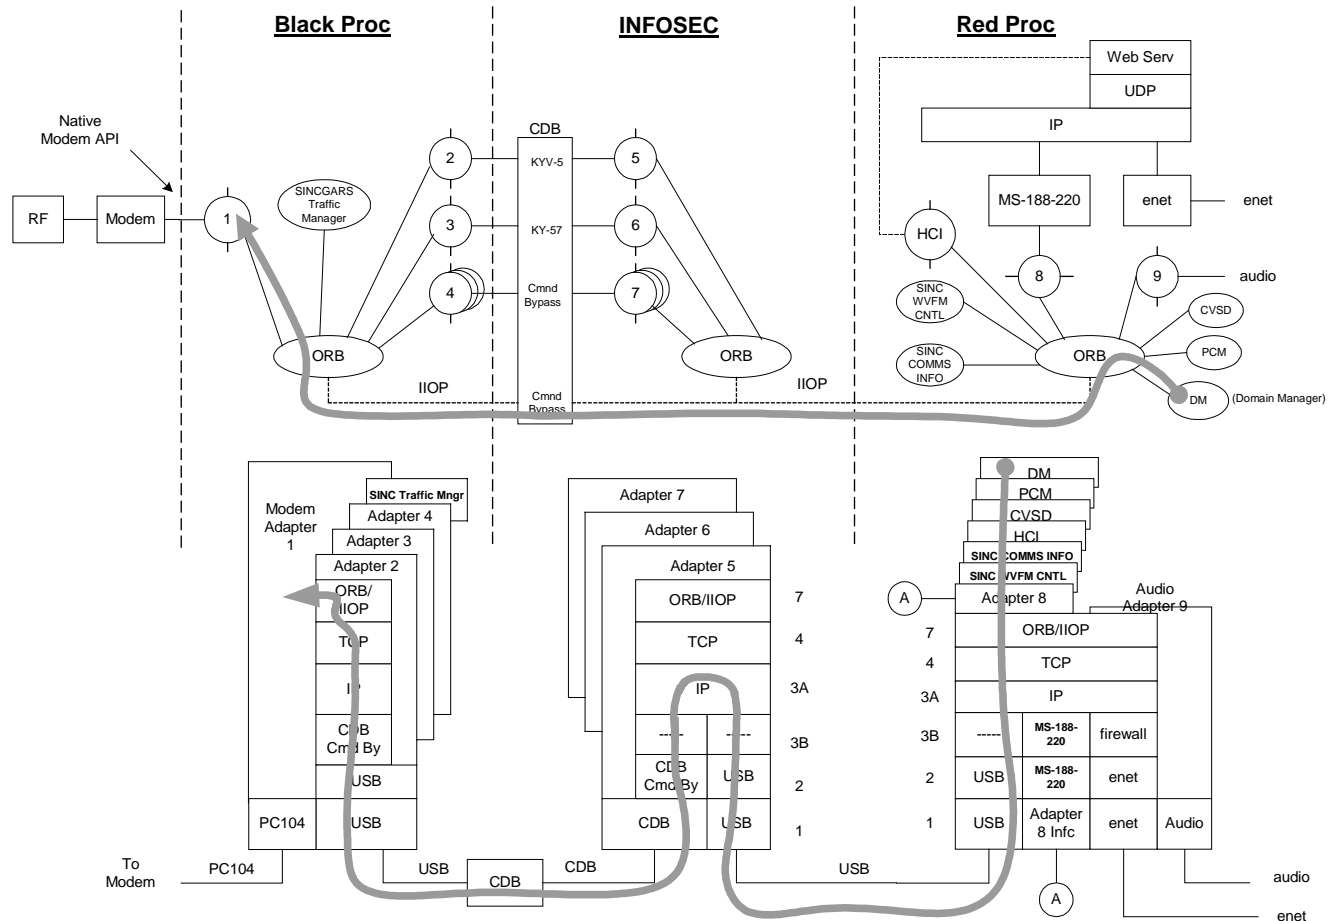 Black Proc
INFOSEC
Red Proc
Web Serv
UDP
IP
Native
Modem API
CDB
KYV-5
KY-57
Cmnd
Bypass
Cmnd
Bypass
RF
Modem
1
SINCGARS
Traffic
Manager
2
3
4
5
6
7
ORB
ORB
IIOP
IIOP
MS-188-220
enet
enet
HCI
8
9
audio
SINC
WVFM
CNTL
SINC
COMMS
INFO
ORB
CVSD
PCM
DM
(Domain Manager)
Modem
Adapter
1
SINC Traffic Mngr
Adapter 4
Adapter 3
Adapter 2
ORB/
IIOP
TCP
IP
CDB
Cmd By
USB
PC104
USB
To
Modem
PC104
USB
CDB
CDB
Adapter 7
Adapter 6
Adapter 5
ORB/IIOP
7
TCP
4
IP
3A
-----
-----
3B
CDB
Cmd By
USB
2
CDB
USB
1
USB
DM
PCM
CVSD
HCI
SINC COMMS INFO
SINC WVFM CNTL
A
Adapter 8
Audio
Adapter 9
7
ORB/IIOP
4
TCP
3A
IP
3B
-----
MS-188-
220
firewall
2
USB
MS-188-
220
enet
1
USB
Adapter
8 Infc
enet
Audio
A
audio
enet